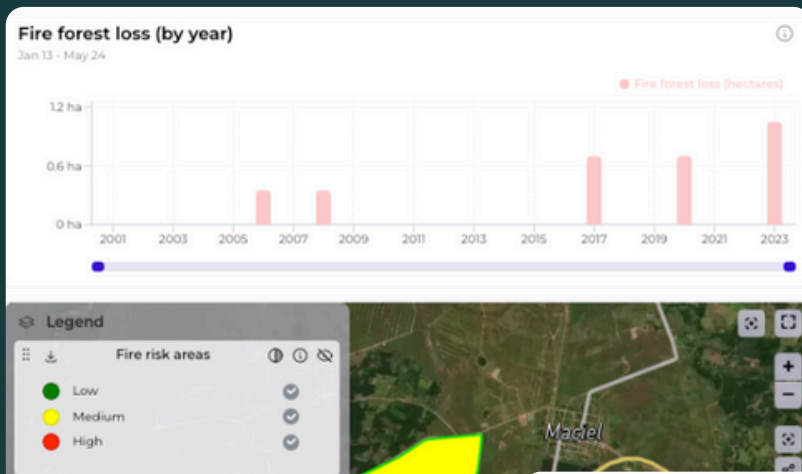 Fire forest loss (by year)
Jan 13 - May 24
Fire forest loss (hectares)
1.2 ha
0.6 ha
0 ha
2001 2003 2005 2007 2009 2011 2013 2015 2017 2019 2021 2023
Legend
Fire risk areas
Low
Medium
High
Maciel